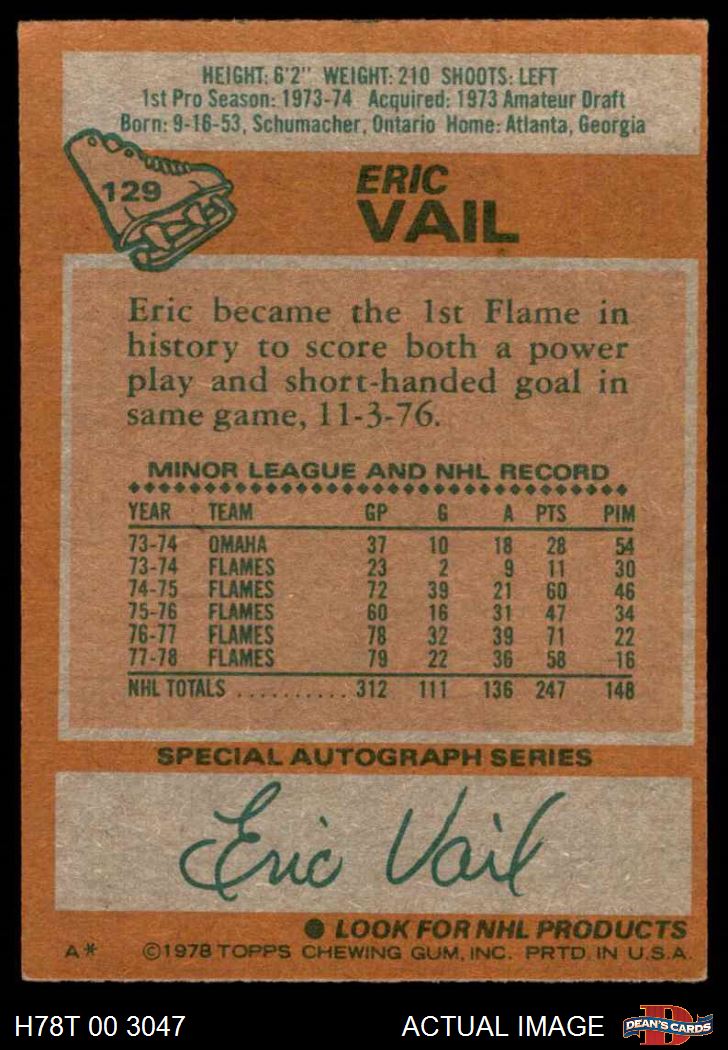 HEIGHT: 6'2" WEIGHT: 210 SHOOTS: LEFT
1st Pro Season: 1973-74 Acquired: 1973 Amateur Draft
Born: 9-16-53, Schumacher, Ontario Home: Atlanta, Georgia
129
ERIC
VAIL
Eric became the 1st Flame in
history to score both a power
play and short-handed goal in
same game, 11-3-76.
MINOR LEAGUE AND NHL RECORD
YEAR TEAM GP G A PTS PIM
73-74 OMAHA 37 10 18 28 54
73-74 FLAMES 23 2 9 11 30
74-75 FLAMES 72 39 21 60 46
75-76 FLAMES 60 16 31 47 34
76-77 FLAMES 78 32 39 71 22
77-78 FLAMES 79 22 36 58 16
NHL TOTALS .......... 312 111 136 247 148
SPECIAL AUTOGRAPH SERIES
Eric Vail
● LOOK FOR NHL PRODUCTS
A* ©1978 TOPPS CHEWING GUM, INC. PRTD. IN U.S.A.
H78T 00 3047 ACTUAL IMAGE DEAN'S CARDS